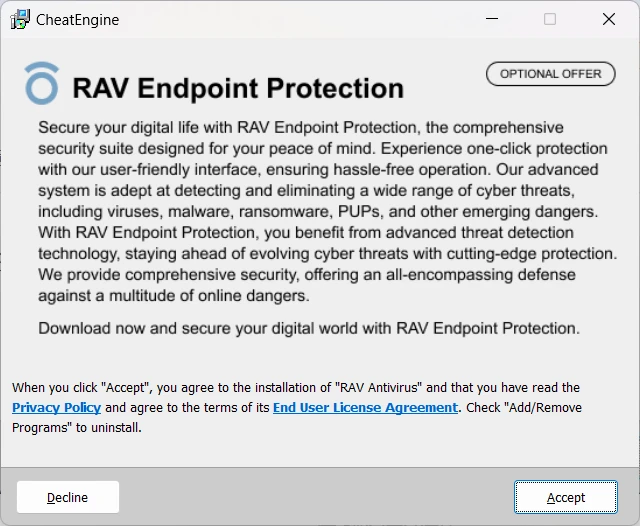 CheatEngine
RAV Endpoint Protection
OPTIONAL OFFER
Secure your digital life with RAV Endpoint Protection, the comprehensive
security suite designed for your peace of mind. Experience one-click protection
with our user-friendly interface, ensuring hassle-free operation. Our advanced
system is adept at detecting and eliminating a wide range of cyber threats,
including viruses, malware, ransomware, PUPs, and other emerging dangers.
With RAV Endpoint Protection, you benefit from advanced threat detection
technology, staying ahead of evolving cyber threats with cutting-edge protection.
We provide comprehensive security, offering an all-encompassing defense
against a multitude of online dangers.
Download now and secure your digital world with RAV Endpoint Protection.
When you click "Accept", you agree to the installation of "RAV Antivirus" and that you have read the
Privacy Policy and agree to the terms of its End User License Agreement. Check "Add/Remove
Programs" to uninstall.
Decline
Accept